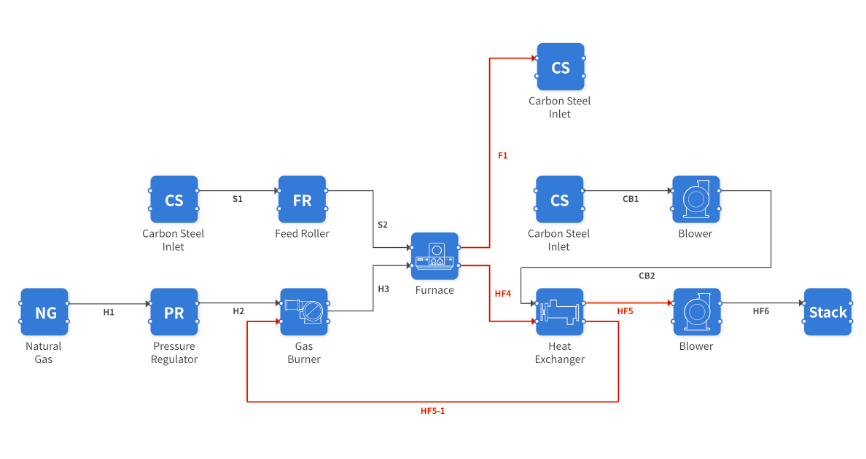 CS
Carbon Steel
Inlet
F1
CS
Carbon Steel
Inlet
S1
FR
Feed Roller
S2
CS
Carbon Steel
Inlet
CB1
Blower
CB2
Furnace
H3
HF4
NG
Natural
Gas
H1
PR
Pressure
Regulator
H2
Gas
Burner
Heat
Exchanger
HF5
Blower
HF6
Stack
HF5-1